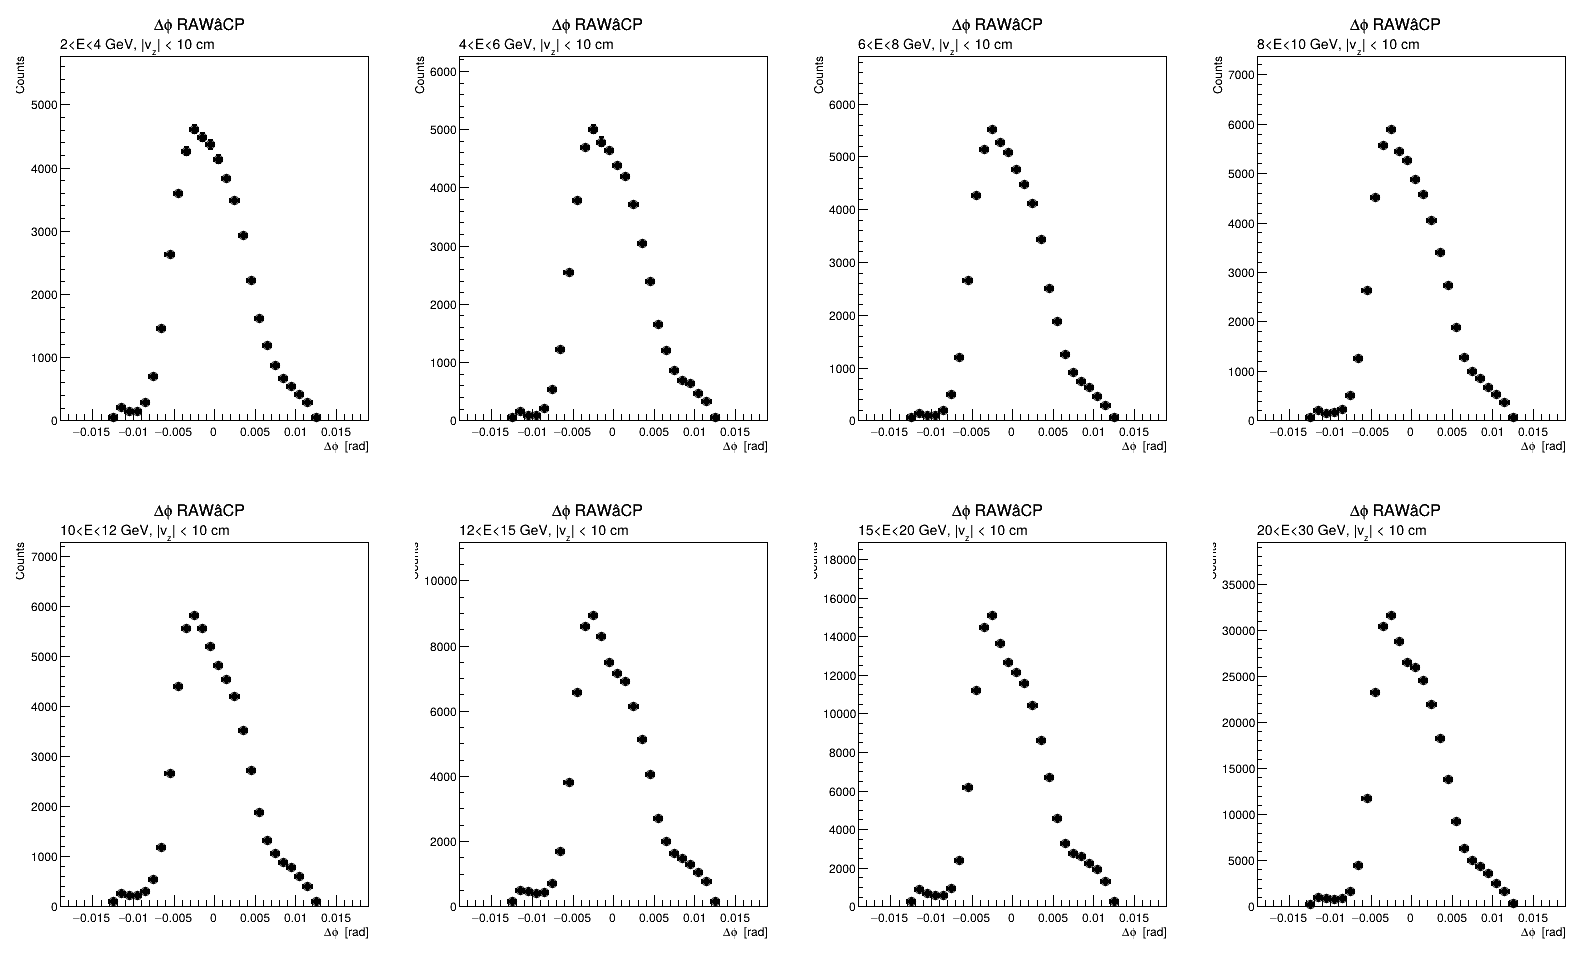 Δϕ RAWâCP
2<E<4 GeV, |vz| < 10 cm
Counts
5000
4000
3000
2000
1000
0
−0.015 −0.01 −0.005 0 0.005 0.01 0.015
Δϕ [rad]
Δϕ RAWâCP
4<E<6 GeV, |vz| < 10 cm
Counts
6000
5000
4000
3000
2000
1000
0
−0.015 −0.01 −0.005 0 0.005 0.01 0.015
Δϕ [rad]
Δϕ RAWâCP
6<E<8 GeV, |vz| < 10 cm
Counts
6000
5000
4000
3000
2000
1000
0
−0.015 −0.01 −0.005 0 0.005 0.01 0.015
Δϕ [rad]
Δϕ RAWâCP
8<E<10 GeV, |vz| < 10 cm
Counts
7000
6000
5000
4000
3000
2000
1000
0
−0.015 −0.01 −0.005 0 0.005 0.01 0.015
Δϕ [rad]
Δϕ RAWâCP
10<E<12 GeV, |vz| < 10 cm
Counts
7000
6000
5000
4000
3000
2000
1000
0
−0.015 −0.01 −0.005 0 0.005 0.01 0.015
Δϕ [rad]
Δϕ RAWâCP
12<E<15 GeV, |vz| < 10 cm
Counts
10000
8000
6000
4000
2000
0
−0.015 −0.01 −0.005 0 0.005 0.01 0.015
Δϕ [rad]
Δϕ RAWâCP
15<E<20 GeV, |vz| < 10 cm
Counts
18000
16000
14000
12000
10000
8000
6000
4000
2000
0
−0.015 −0.01 −0.005 0 0.005 0.01 0.015
Δϕ [rad]
Δϕ RAWâCP
20<E<30 GeV, |vz| < 10 cm
Counts
35000
30000
25000
20000
15000
10000
5000
0
−0.015 −0.01 −0.005 0 0.005 0.01 0.015
Δϕ [rad]